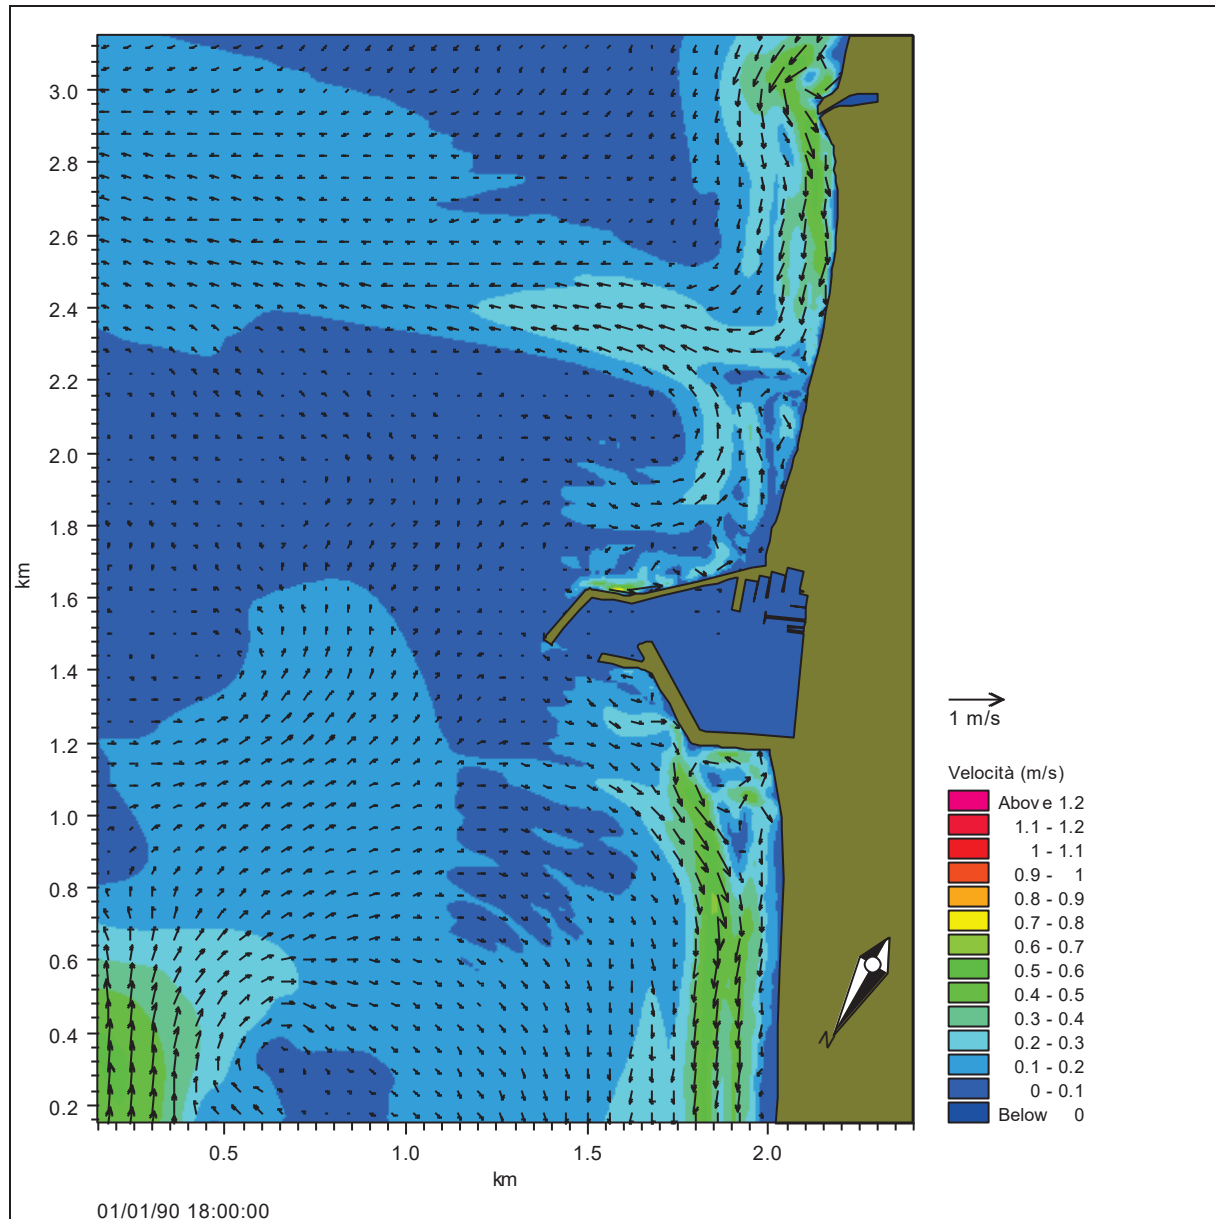 3.0
2.8
2.6
2.4
2.2
2.0
1.8
1.6
1.4
1.2
1.0
0.8
0.6
0.4
0.2
km
0.5 1.0 1.5 2.0
km
01/01/90 18:00:00
1 m/s
Velocità (m/s)
Above 1.2
1.1 - 1.2
1 - 1.1
0.9 - 1
0.8 - 0.9
0.7 - 0.8
0.6 - 0.7
0.5 - 0.6
0.4 - 0.5
0.3 - 0.4
0.2 - 0.3
0.1 - 0.2
0 - 0.1
Below 0
N